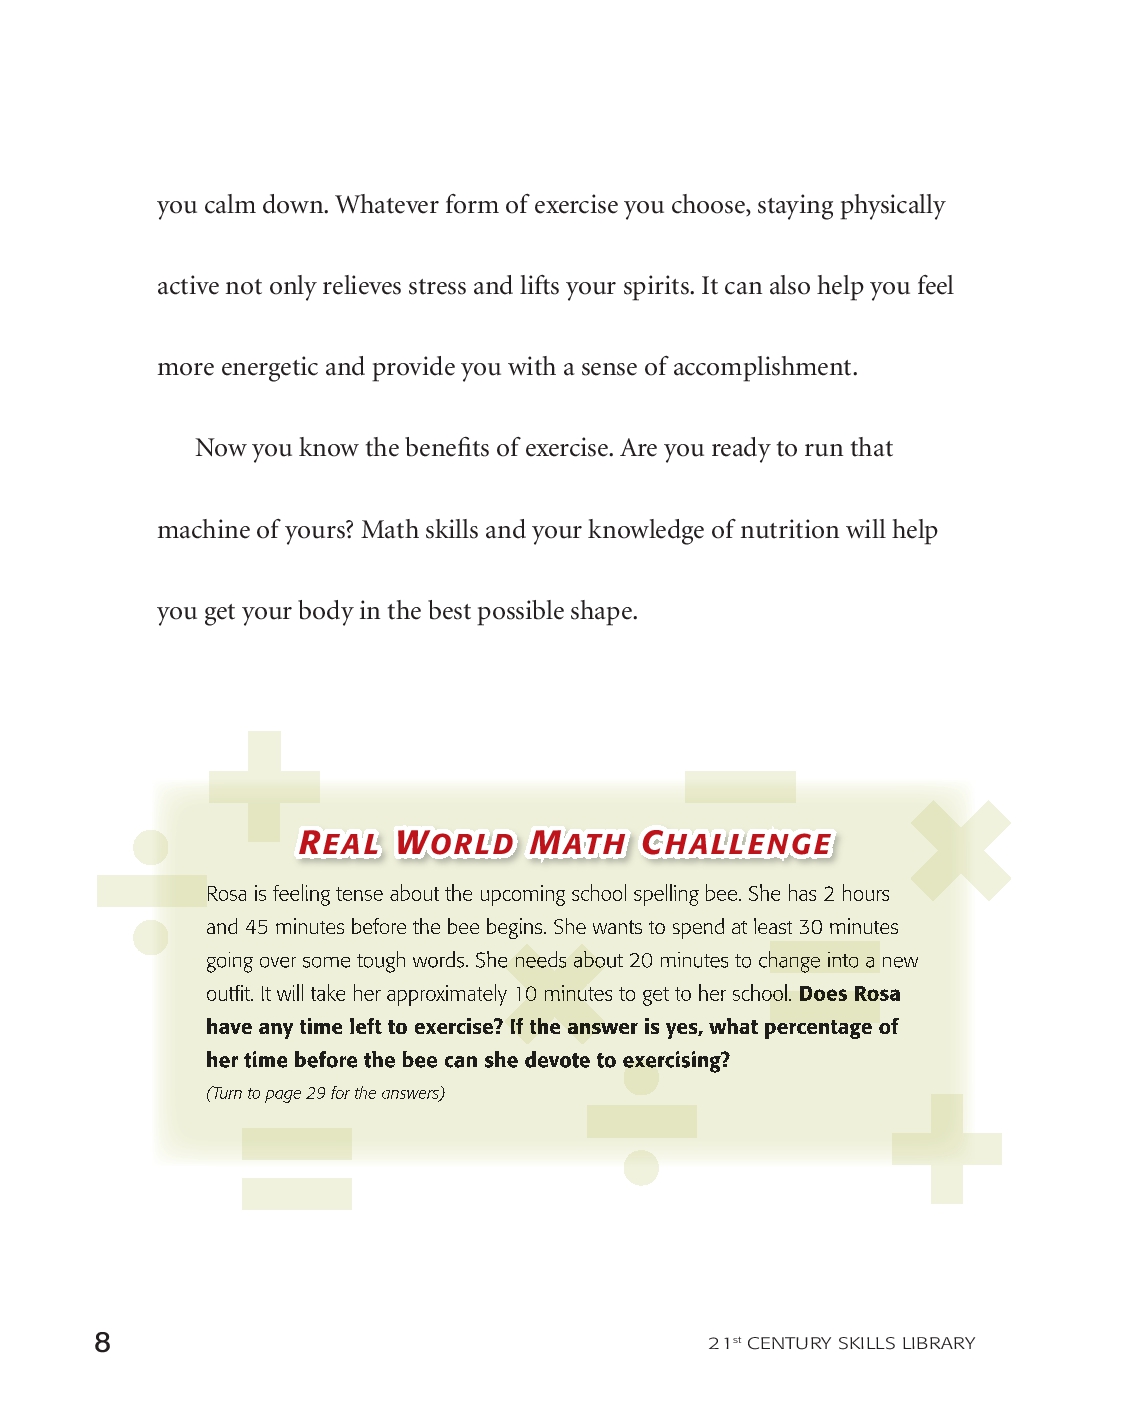 you calm down. Whatever form of exercise you choose, staying physically
active not only relieves stress and lifts your spirits. It can also help you feel
more energetic and provide you with a sense of accomplishment.
Now you know the benefits of exercise. Are you ready to run that
machine of yours? Math skills and your knowledge of nutrition will help
you get your body in the best possible shape.
REAL WORLD MATH CHALLENGE
Rosa is feeling tense about the upcoming school spelling bee. She has 2 hours
and 45 minutes before the bee begins. She wants to spend at least 30 minutes
going over some tough words. She needs about 20 minutes to change into a new
outfit. It will take her approximately 10 minutes to get to her school. Does Rosa
have any time left to exercise? If the answer is yes, what percentage of
her time before the bee can she devote to exercising?
(Turn to page 29 for the answers)
8
21st CENTURY SKILLS LIBRARY